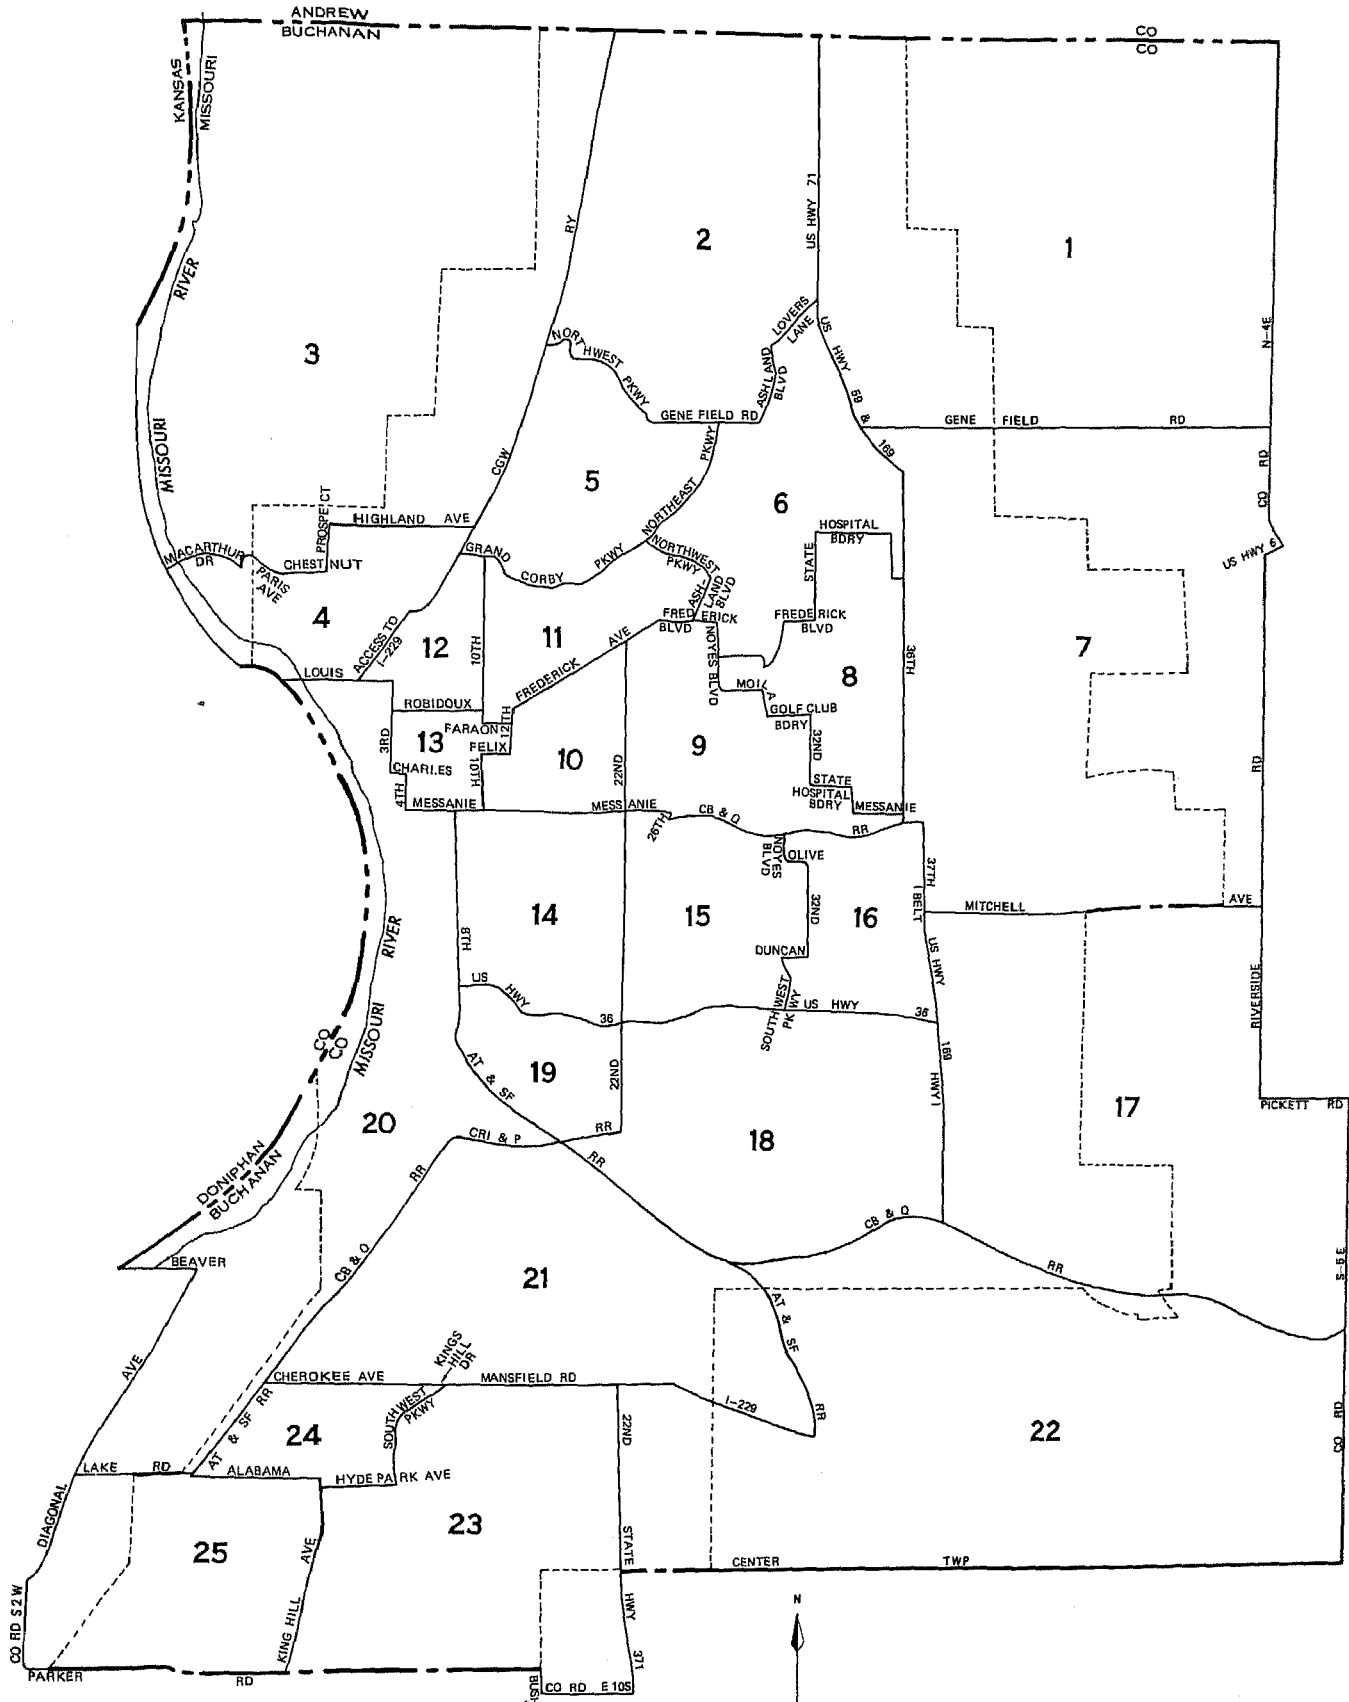 ANDREW
BUCHANAN
CO
CO
KANSAS
MISSOURI
RIVER
MISSOURI
RY
US HWY 71
2
1
3
N-4E
LOVERS
LANE
NORTHWEST
PKWY
ASHLAND
BLVD
US HWY 59 & 169
GENE FIELD RD
GENE FIELD RD
PKWY
CGW
5
NORTHEAST
6
RD
CO
US HWY 6
PROSPECT
HIGHLAND AVE
HOSPITAL
BDRY
STATE
MACARTHUR
DR
PARIS
AVE
CHESTNUT
GRAND
CORBY
PKWY
NORTHWEST
PKWY
ASH-
LAND
BLVD
4
ACCESS TO
I-229
12
10TH
11
FREDERICK AVE
FREDERICK
BLVD
FREDERICK
BLVD
NOYES BLVD
8
36TH
7
LOUIS
ROBIDOUX
FARAON
12TH
FELIX
MOILA
GOLF CLUB
BDRY
3RD
13
CHARLES
4TH
10TH
10
22ND
9
32ND
STATE
HOSPITAL
BDRY
RD
MESSANIE
MESSANIE
MESSANIE
26TH
CB & Q
RR
NOYES
BLVD
OLIVE
37TH
(BELT
MITCHELL
AVE
14
15
32ND
16
8TH
DUNCAN
US HWY
RIVER
US HWY
36
SOUTHWEST
PKWY
US HWY
36
RIVERSIDE
MISSOURI
CO
CO
AT & SF
19
22ND
169
HWY)
17
PICKETT RD
20
CRI & P
RR
18
RR
RR
DONIPHAN
BUCHANAN
CB & Q
CB & Q
RR
BEAVER
21
S-5E
AT & SF
RR
AVE
KINGS
HILL
DR
CHEROKEE AVE
MANSFIELD RD
I-229
SOUTHWEST
PKWY
AT & SF RR
24
22ND
22
CO RD
LAKE RD
ALABAMA
HYDE PARK AVE
DIAGONAL
23
25
AVE
STATE
CENTER TWP
HWY
N
CO RD S2W
KING HILL
371
PARKER
RD
BUSH
CO RD E 10S